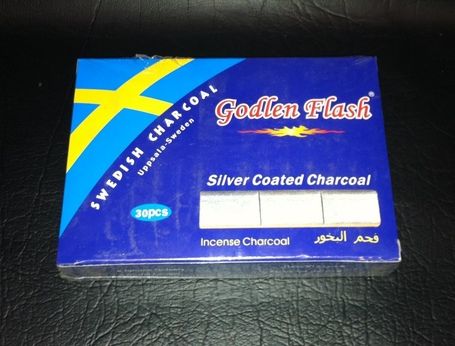 SWEDISH CHARCOAL
Uppsala-Sweden
Godlen Flash®
Silver Coated Charcoal
30pcs
Incense Charcoal
فحم البخور